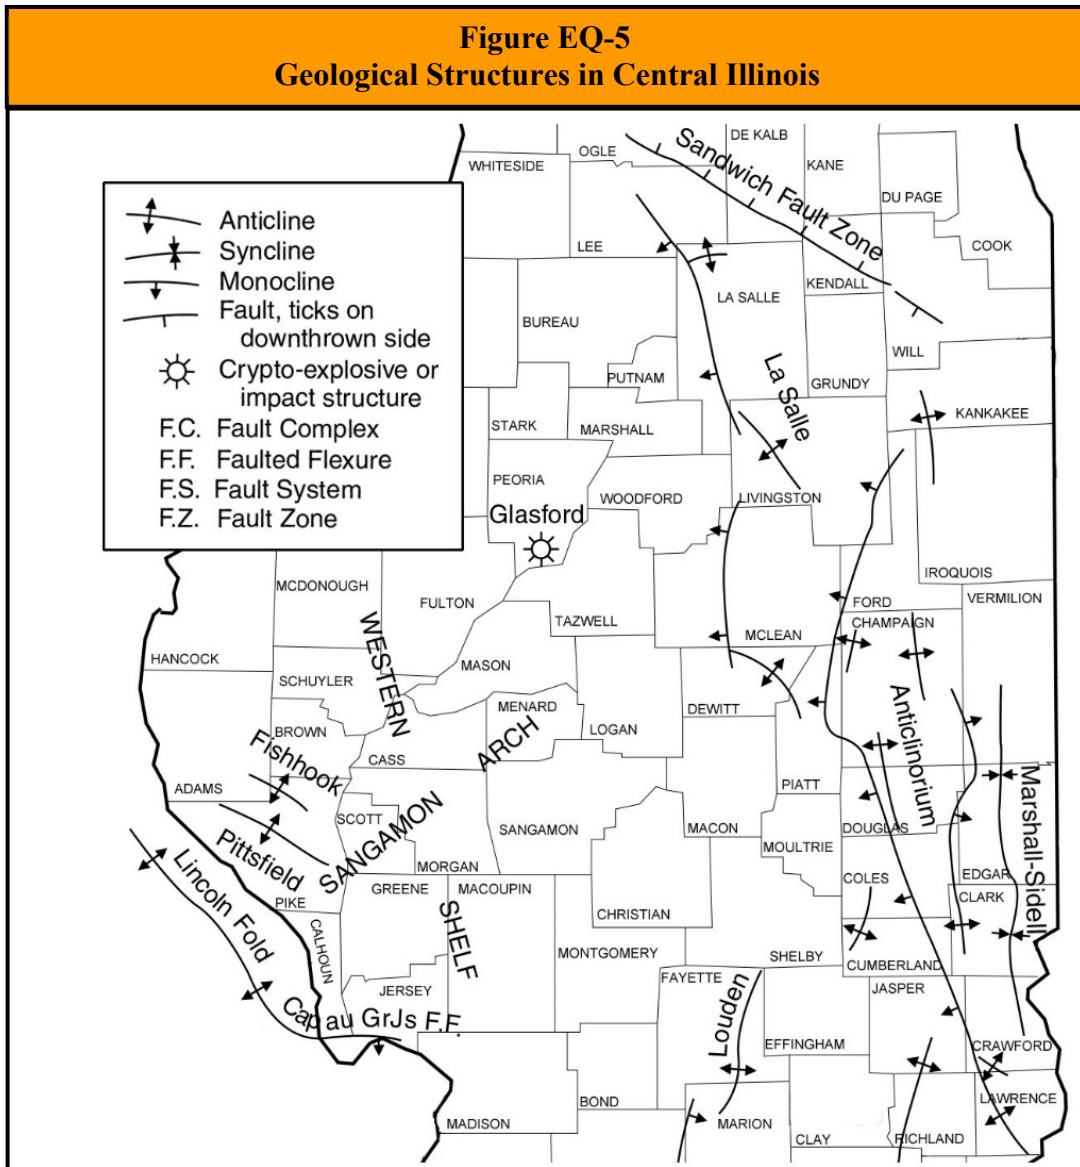 Figure EQ-5
Geological Structures in Central Illinois
Anticline
Syncline
Monocline
Fault, ticks on
downthrown side
Crypto-explosive or
impact structure
F.C. Fault Complex
F.F. Faulted Flexure
F.S. Fault System
F.Z. Fault Zone
WHITESIDE
OGLE
DE KALB
KANE
DU PAGE
COOK
LEE
Sandwich Fault Zone
KENDALL
LA SALLE
BUREAU
WILL
PUTNAM
GRUNDY
La Salle
KANKAKEE
STARK
MARSHALL
PEORIA
WOODFORD
LIVINGSTON
Glasford
IROQUOIS
MCDONOUGH
FULTON
TAZWELL
FORD
VERMILION
CHAMPAIGN
MCLEAN
HANCOCK
WESTERN
MASON
SCHUYLER
MENARD
DEWITT
LOGAN
BROWN
ARCH
Anticlinorium
Fishhook
CASS
ADAMS
PIATT
Marshall-Sidell
SCOTT
SANGAMON
SANGAMON
MACON
DOUGLAS
MOULTRIE
Pittsfield
MORGAN
Lincoln Fold
GREENE
MACOUPIN
COLES
EDGAR
CLARK
PIKE
CHRISTIAN
CALHOUN
SHELF
MONTGOMERY
SHELBY
CUMBERLAND
FAYETTE
JERSEY
JASPER
Cap au GrJs F.F.
Louden
EFFINGHAM
CRAWFORD
LAWRENCE
BOND
MADISON
MARION
CLAY
RICHLAND